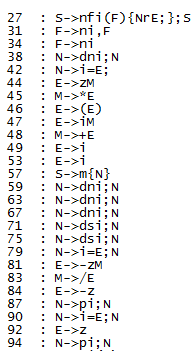 27  : S->nfi(F){NrE;};S
31  : F->ni,F
34  : F->ni
38  : N->dni;N
42  : N->i=E;
44  : E->zM
45  : M->*E
46  : E->(E)
47  : E->iM
48  : M->+E
49  : E->i
53  : E->i
57  : S->m{N}
59  : N->dni;N
63  : N->dni;N
67  : N->dni;N
71  : N->dsi;N
75  : N->dsi;N
79  : N->i=E;N
81  : E->-zM
83  : M->/E
84  : E->-z
87  : N->pi;N
90  : N->i=E;N
92  : E->z
94  : N->pi;N